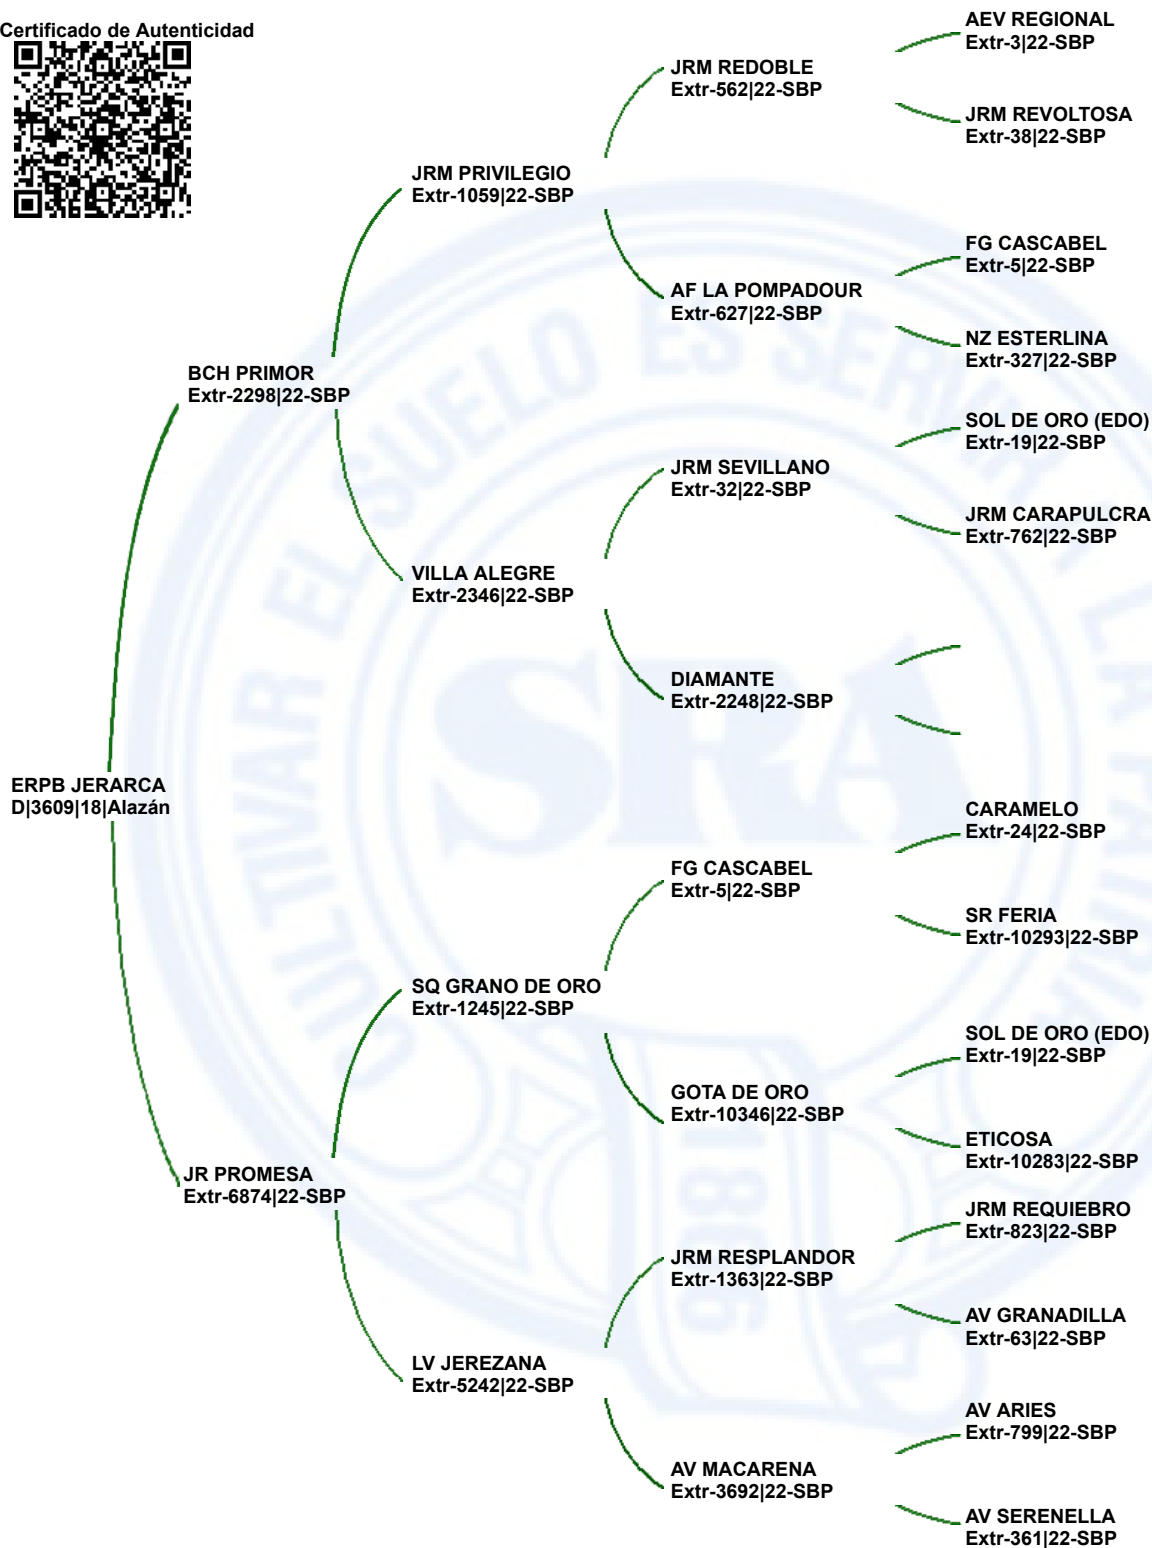 Certificado de Autenticidad
AEV REGIONAL
Extr-3|22-SBP
JRM REDOBLE
Extr-562|22-SBP
JRM REVOLTOSA
Extr-38|22-SBP
JRM PRIVILEGIO
Extr-1059|22-SBP
FG CASCABEL
Extr-5|22-SBP
AF LA POMPADOUR
Extr-627|22-SBP
NZ ESTERLINA
Extr-327|22-SBP
BCH PRIMOR
Extr-2298|22-SBP
SOL DE ORO (EDO)
Extr-19|22-SBP
JRM SEVILLANO
Extr-32|22-SBP
JRM CARAPULCRA
Extr-762|22-SBP
VILLA ALEGRE
Extr-2346|22-SBP
DIAMANTE
Extr-2248|22-SBP
ERPB JERARCA
D|3609|18|Alazán
CARAMELO
Extr-24|22-SBP
FG CASCABEL
Extr-5|22-SBP
SR FERIA
Extr-10293|22-SBP
SQ GRANO DE ORO
Extr-1245|22-SBP
SOL DE ORO (EDO)
Extr-19|22-SBP
GOTA DE ORO
Extr-10346|22-SBP
ETICOSA
Extr-10283|22-SBP
JR PROMESA
Extr-6874|22-SBP
JRM REQUIEBRO
Extr-823|22-SBP
JRM RESPLANDOR
Extr-1363|22-SBP
AV GRANADILLA
Extr-63|22-SBP
LV JEREZANA
Extr-5242|22-SBP
AV ARIES
Extr-799|22-SBP
AV MACARENA
Extr-3692|22-SBP
AV SERENELLA
Extr-361|22-SBP
CULTIVAR EL SUELO ES SERVIR A LA PATRIA
SRA
1866